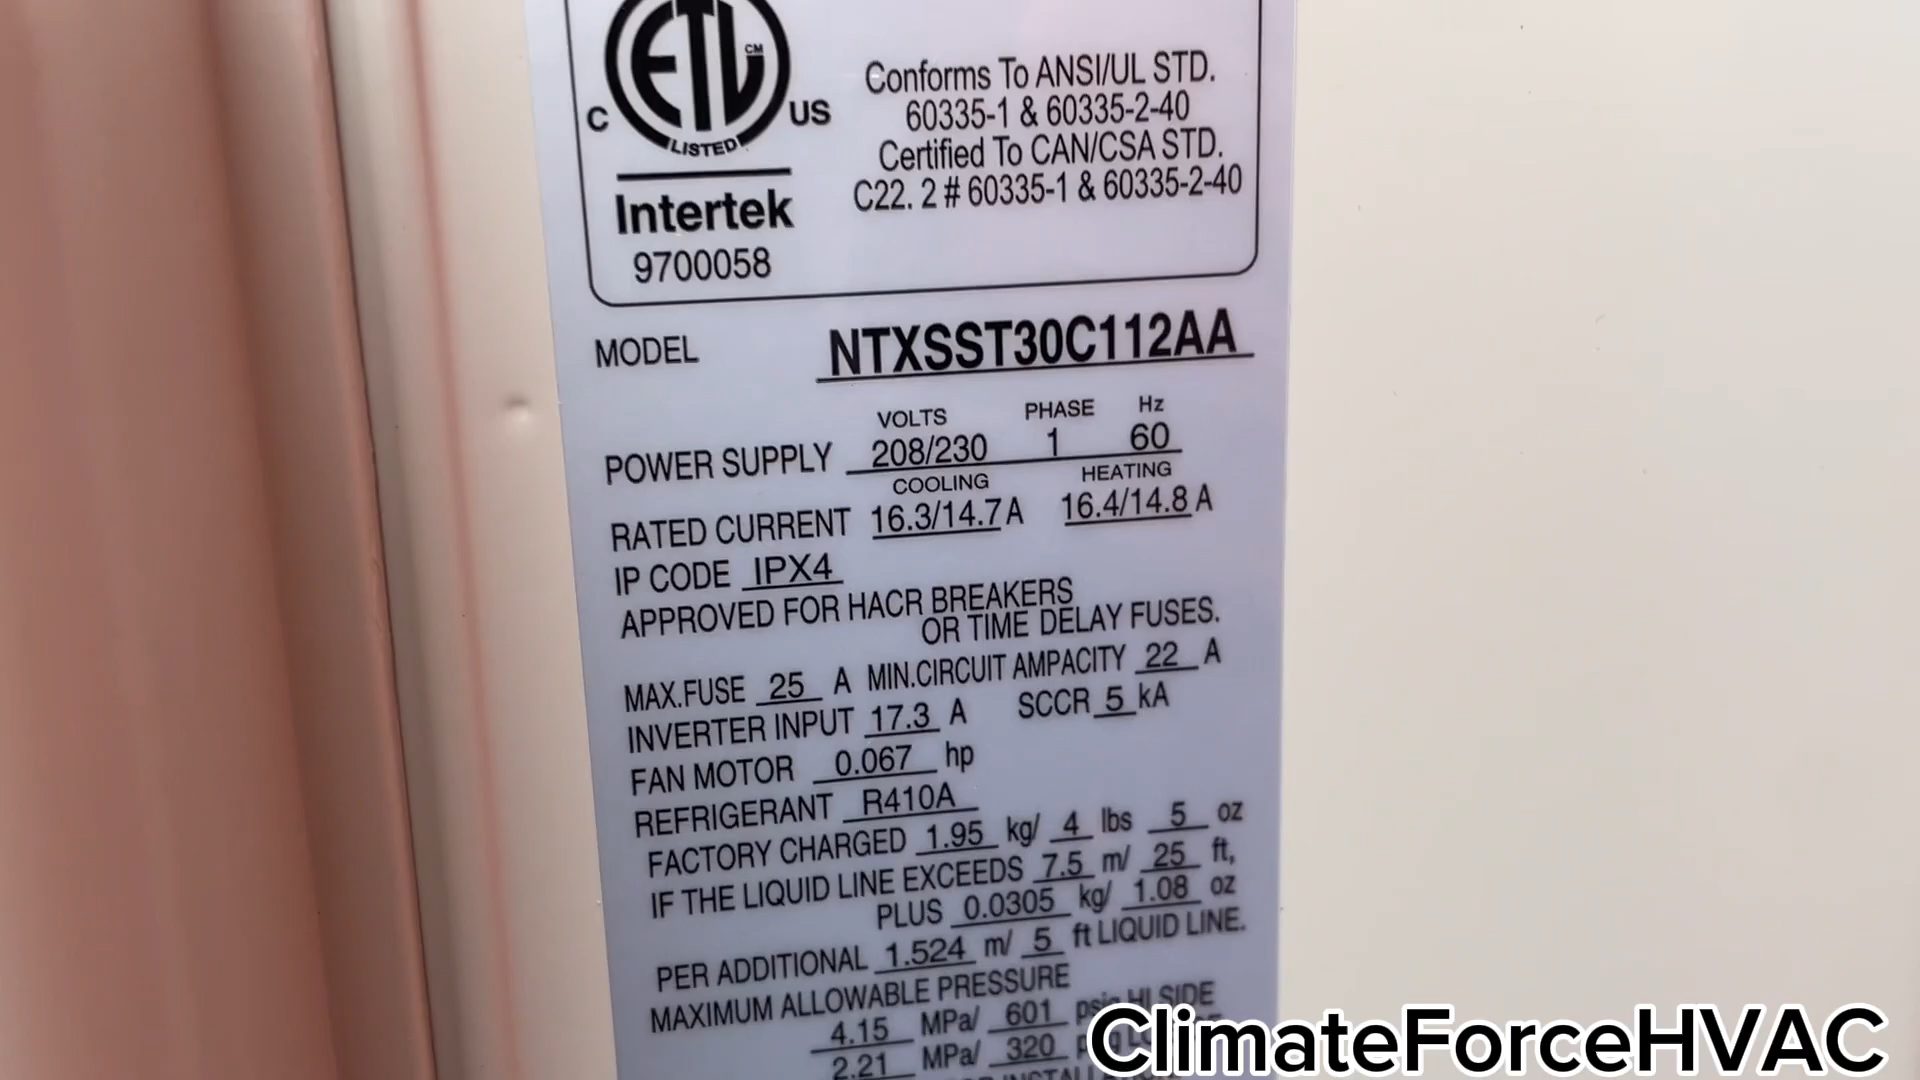 ETL CM
C US
LISTED
Intertek
9700058
Conforms To ANSI/UL STD.
60335-1 & 60335-2-40
Certified To CAN/CSA STD.
C22. 2 # 60335-1 & 60335-2-40
MODEL NTXSST30C112AA
VOLTS PHASE Hz
POWER SUPPLY 208/230 1 60
COOLING HEATING
RATED CURRENT 16.3/14.7 A 16.4/14.8 A
IP CODE IPX4
APPROVED FOR HACR BREAKERS
OR TIME DELAY FUSES.
MAX.FUSE 25 A MIN.CIRCUIT AMPACITY 22 A
INVERTER INPUT 17.3 A SCCR 5 kA
FAN MOTOR 0.067 hp
REFRIGERANT R410A
FACTORY CHARGED 1.95 kg/ 4 lbs 5 oz
IF THE LIQUID LINE EXCEEDS 7.5 m/ 25 ft,
PLUS 0.0305 kg/ 1.08 oz
PER ADDITIONAL 1.524 m/ 5 ft LIQUID LINE.
MAXIMUM ALLOWABLE PRESSURE
4.15 MPa/ 601 psig HI SIDE
2.21 MPa/ 320
ClimateForceHVAC